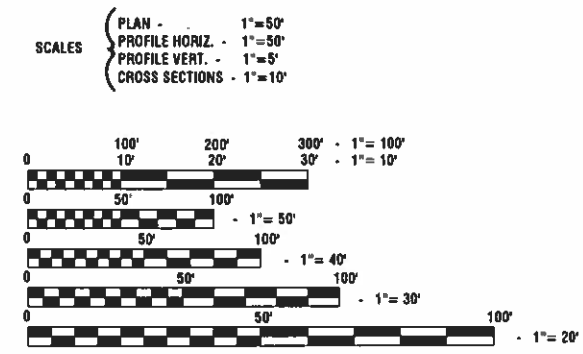 SCALES
PLAN - 1"=50'
PROFILE HORIZ. - 1"=50'
PROFILE VERT. - 1"=5'
CROSS SECTIONS - 1"=10'
100' 200' 300' - 1"= 100'
0 10' 20' 30' - 1"= 10'
0 50' 100'
- 1"= 50'
0 50' 100'
- 1"= 40'
0 50' 100'
- 1"= 30'
0 50' 100'
- 1"= 20'